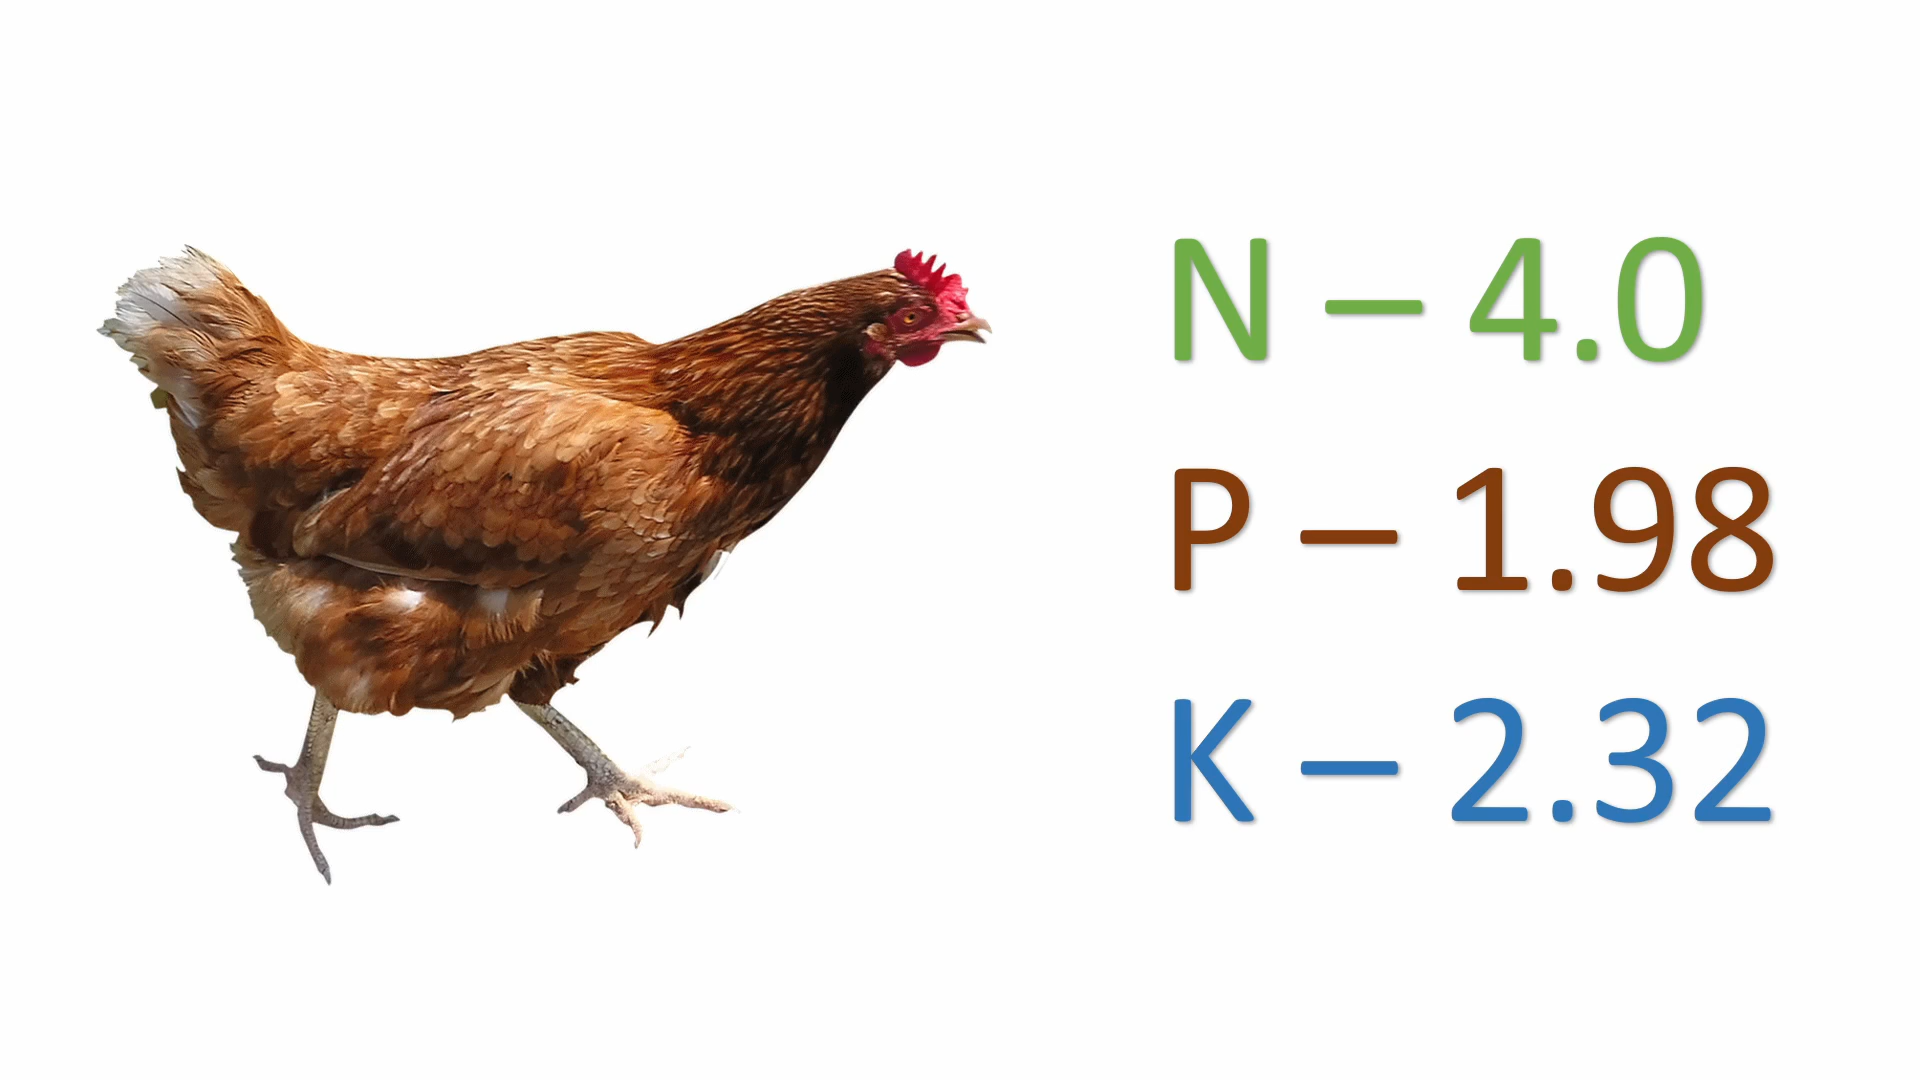 N – 4.0
P – 1.98
K – 2.32